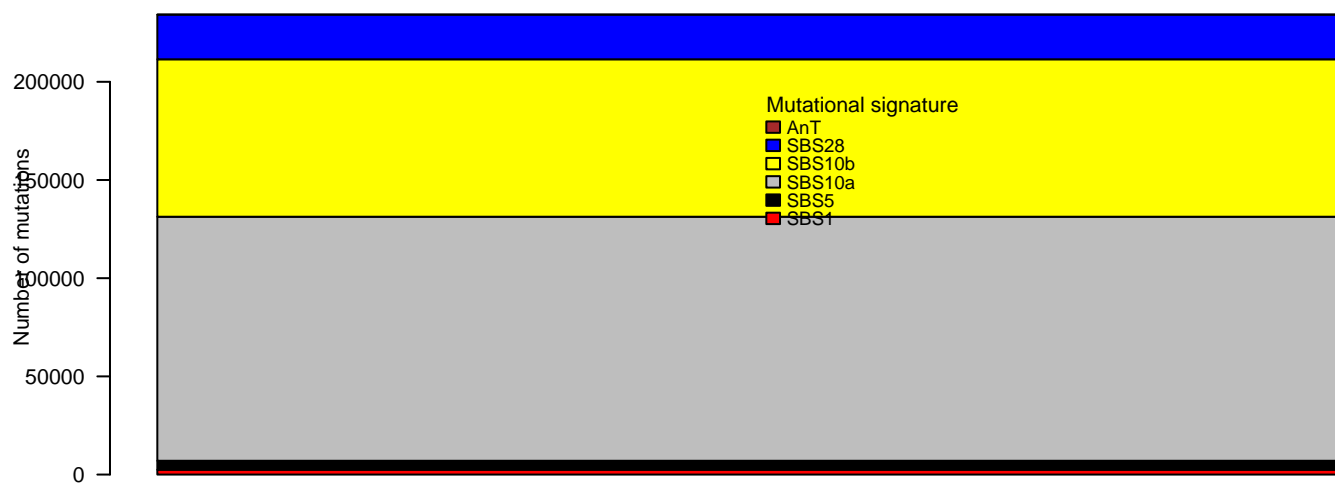 Number of mutations
200000
150000
100000
50000
0
Mutational signature
AnT
SBS28
SBS10b
SBS10a
SBS5
SBS1